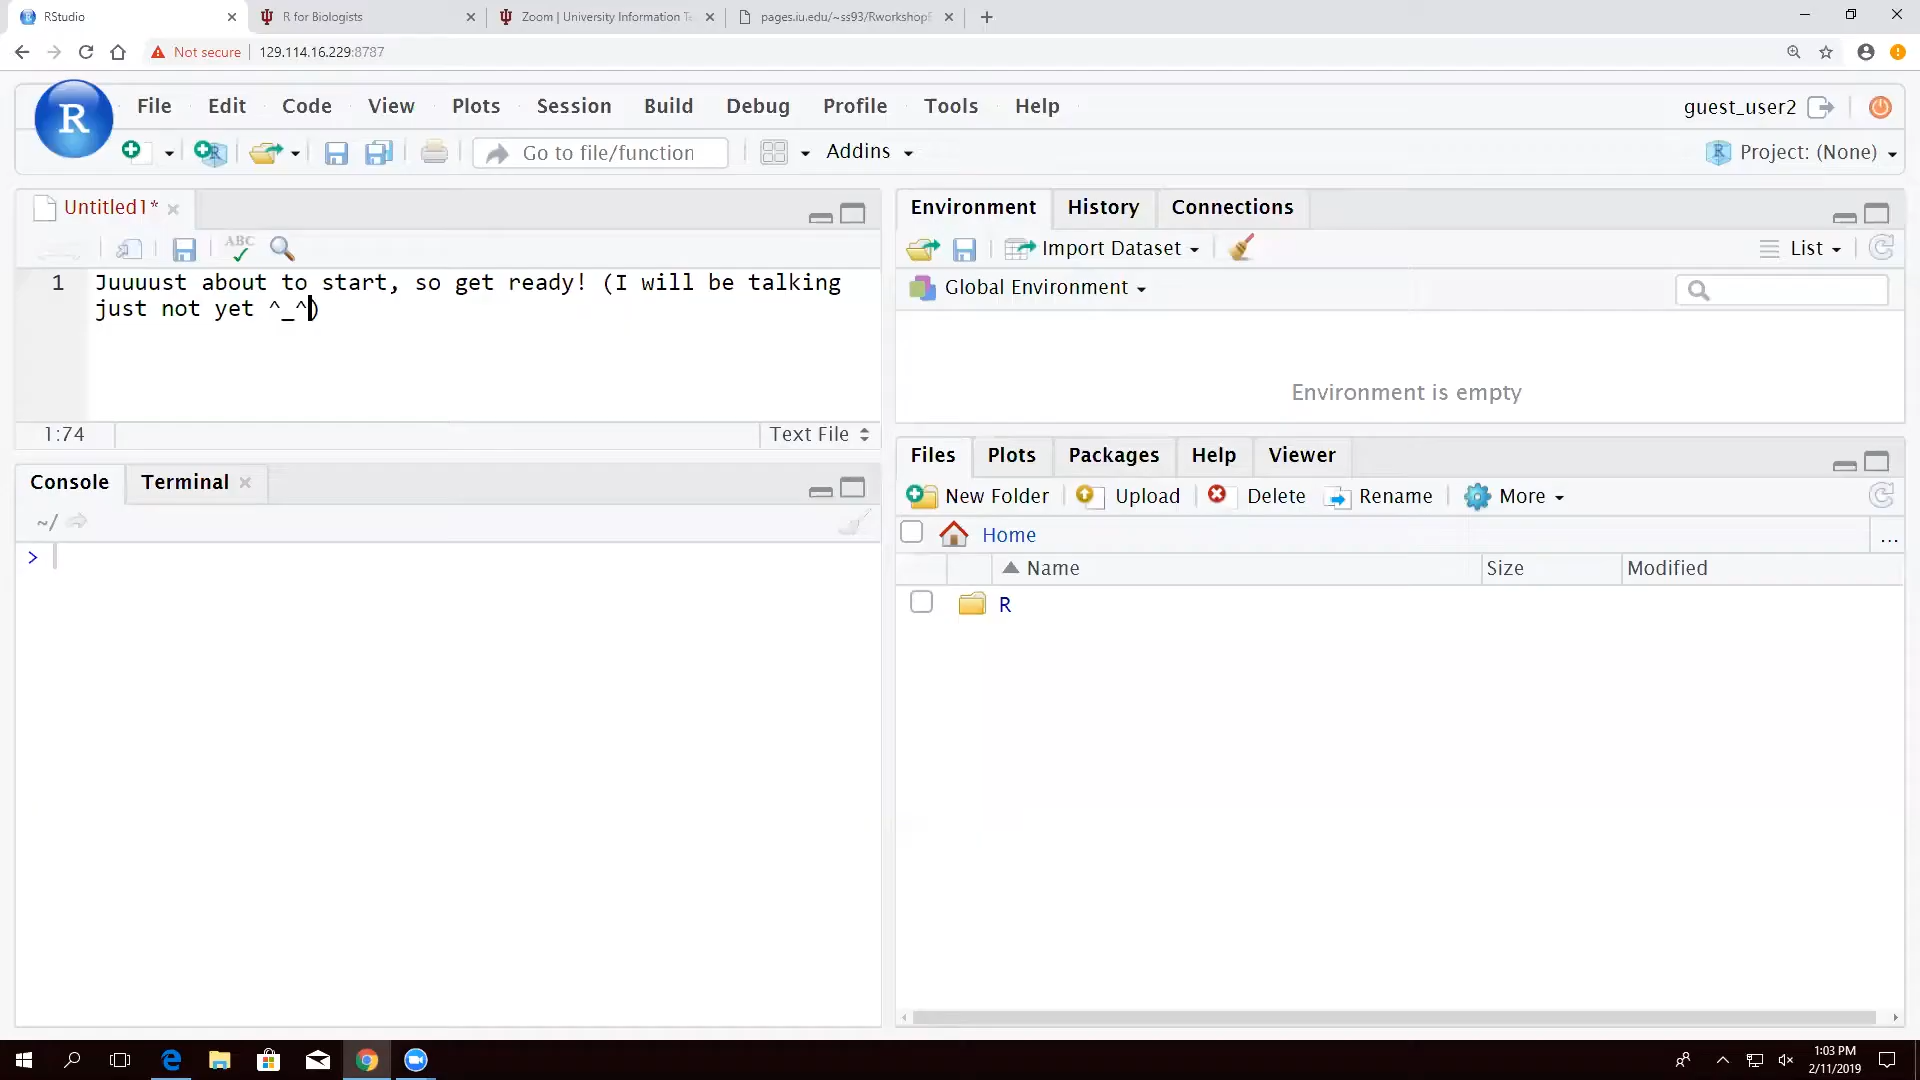 RStudio
R for Biologists
Zoom | University Information Te
pages.iu.edu/~ss93/Rworkshop
Not secure
129.114.16.229:8787
R
File Edit Code View Plots Session Build Debug Profile Tools Help
guest_user2
Go to file/function
Addins
Project: (None)
Untitled1*
ABC
1 Juuuust about to start, so get ready! (I will be talking
just not yet ^_^)
1:74
Text File
Console Terminal
~/
>
Environment History Connections
Import Dataset
List
Global Environment
Environment is empty
Files Plots Packages Help Viewer
New Folder Upload Delete Rename More
Home
...
Name Size Modified
R
1:03 PM
2/11/2019